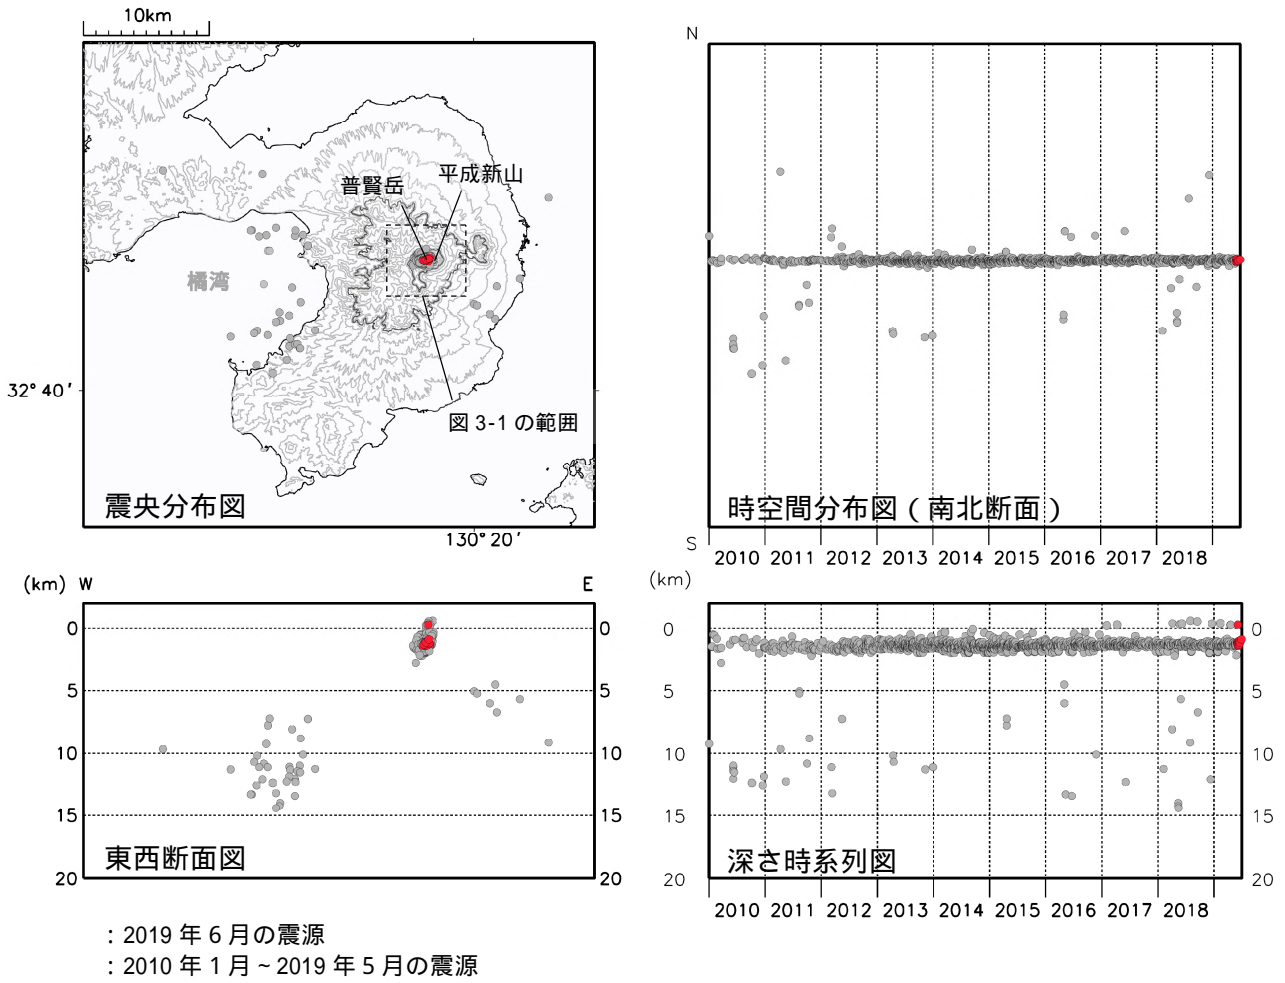 10km
普賢岳
平成新山
橘湾
32° 40′
図 3-1 の範囲
震央分布図
130° 20′
N
時空間分布図 ( 南北断面 )
S
2010 2011 2012 2013 2014 2015 2016 2017 2018
(km) W E
0 0
5 5
10 10
15 15
20 20
東西断面図
(km)
0 0
5 5
10 10
15 15
20 20
深さ時系列図
2010 2011 2012 2013 2014 2015 2016 2017 2018
: 2019 年 6 月の震源
: 2010 年 1 月 ~ 2019 年 5 月の震源